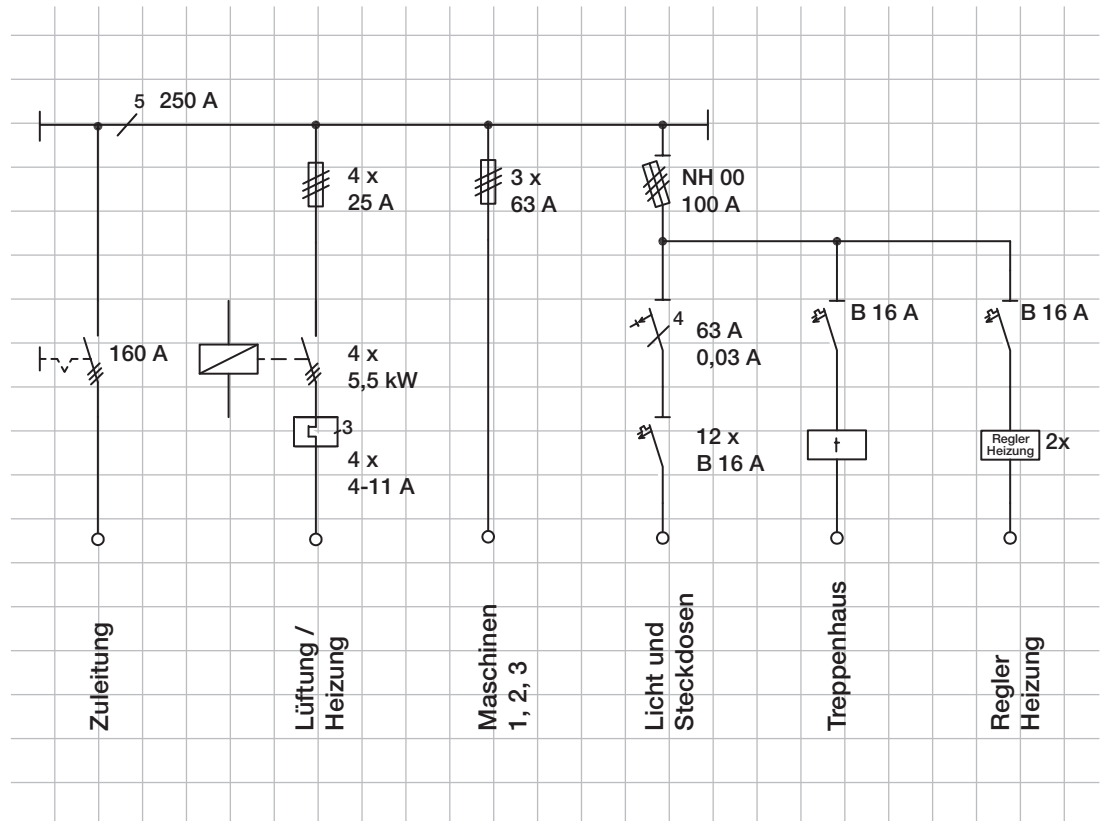 5 250 A
4 x
25 A
3 x
63 A
NH 00
100 A
160 A
4 x
5,5 kW
3
4 x
4-11 A
4
63 A
0,03 A
12 x
B 16 A
B 16 A
B 16 A
Regler
Heizung
2x
Zuleitung
Lüftung /
Heizung
Maschinen
1, 2, 3
Licht und
Steckdosen
Treppenhaus
Regler
Heizung